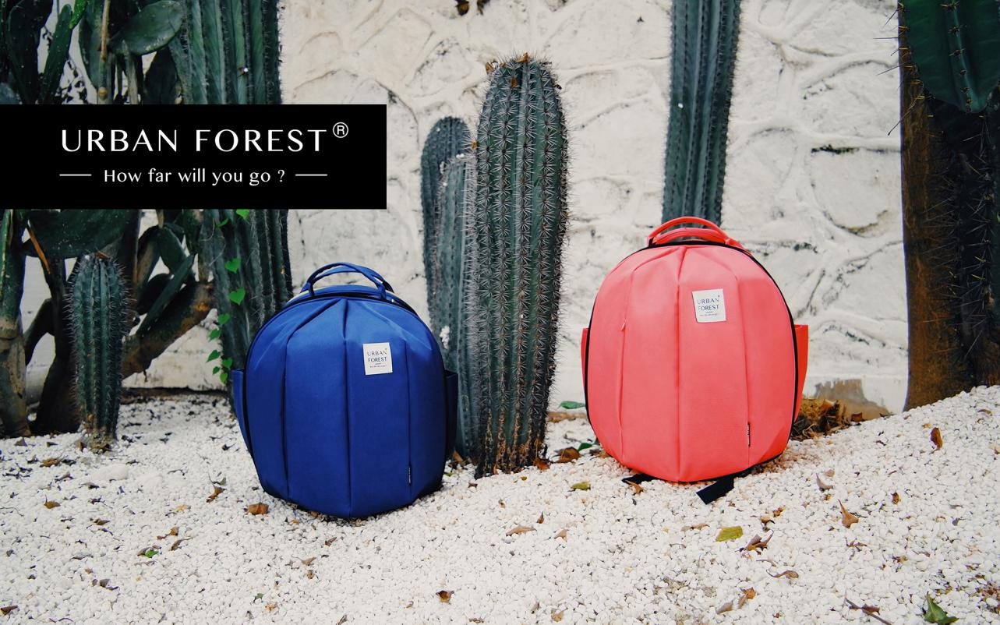 URBAN FOREST®
— How far will you go ? —
URBAN
FOREST
URBAN
FOREST